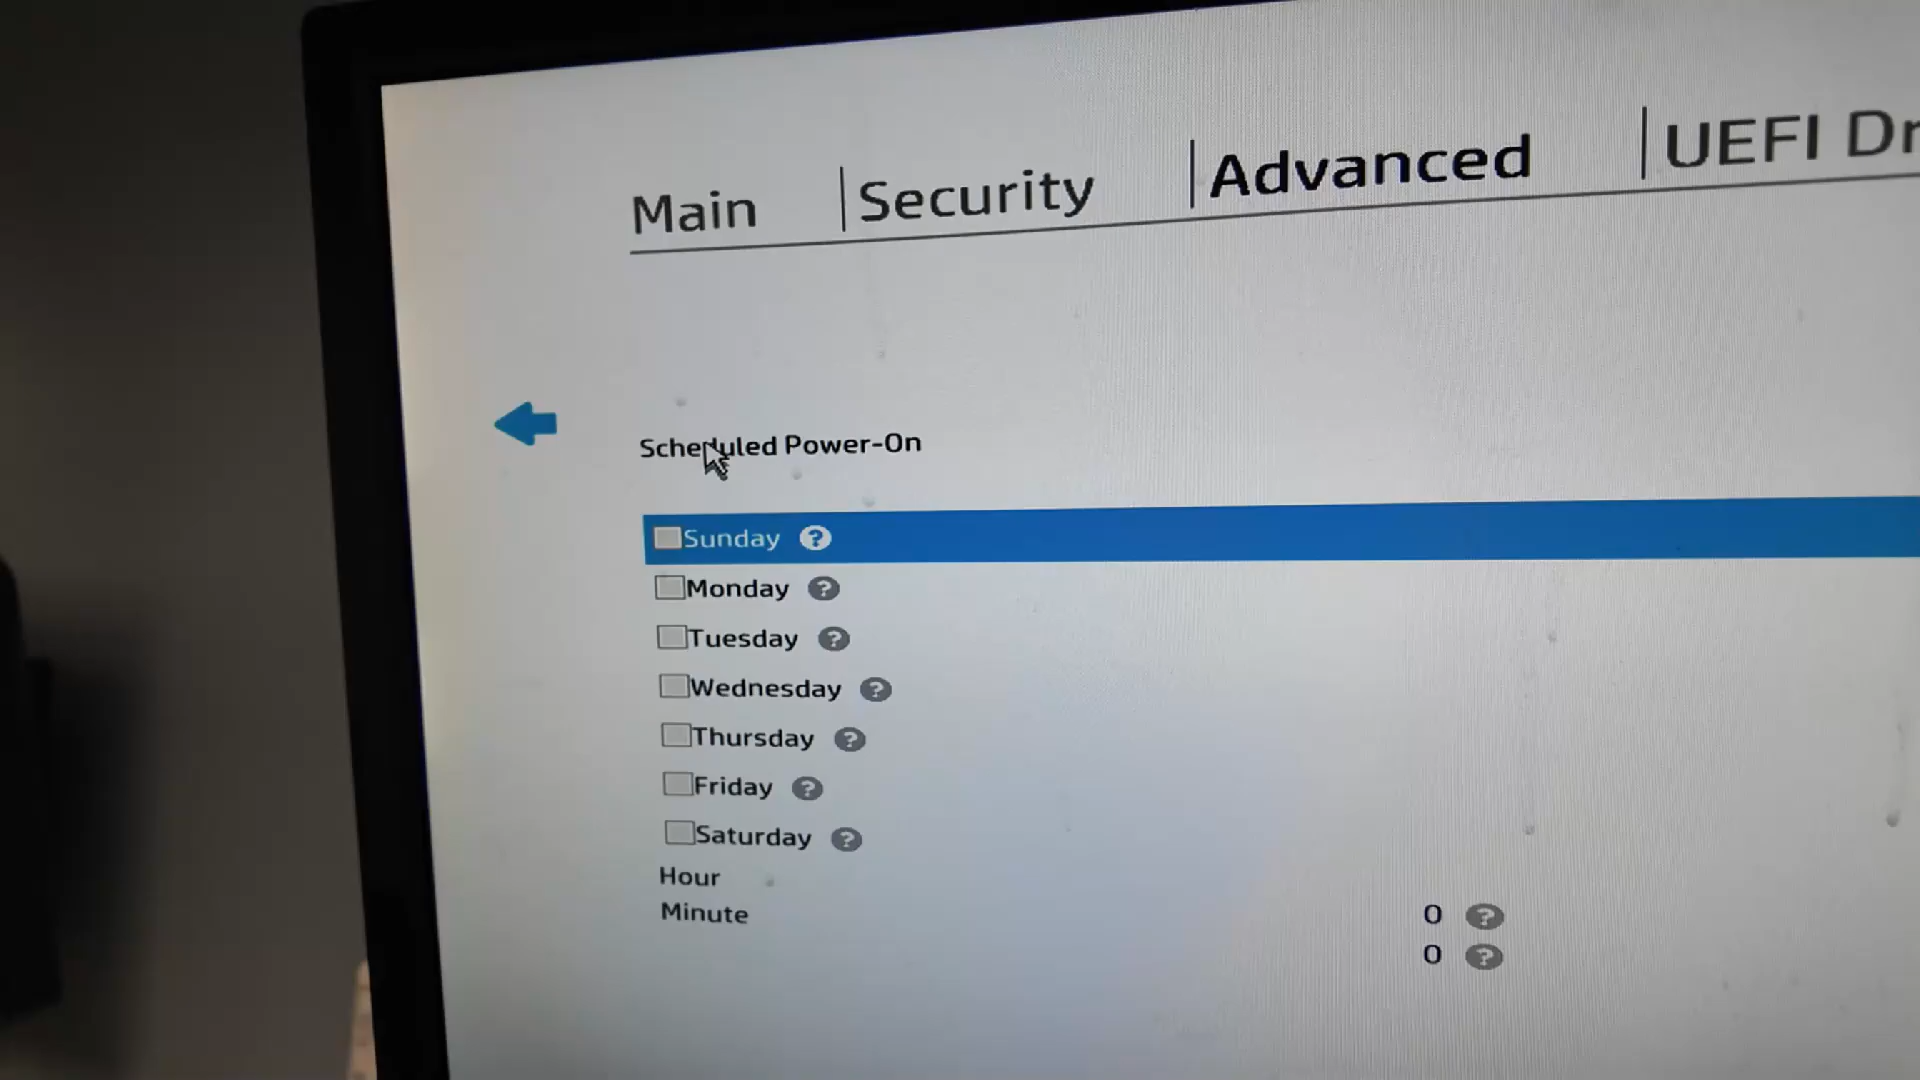 Main | Security | Advanced | UEFI Dr
Scheduled Power-On
Sunday ?
Monday ?
Tuesday ?
Wednesday ?
Thursday ?
Friday ?
Saturday ?
Hour 0 ?
Minute 0 ?